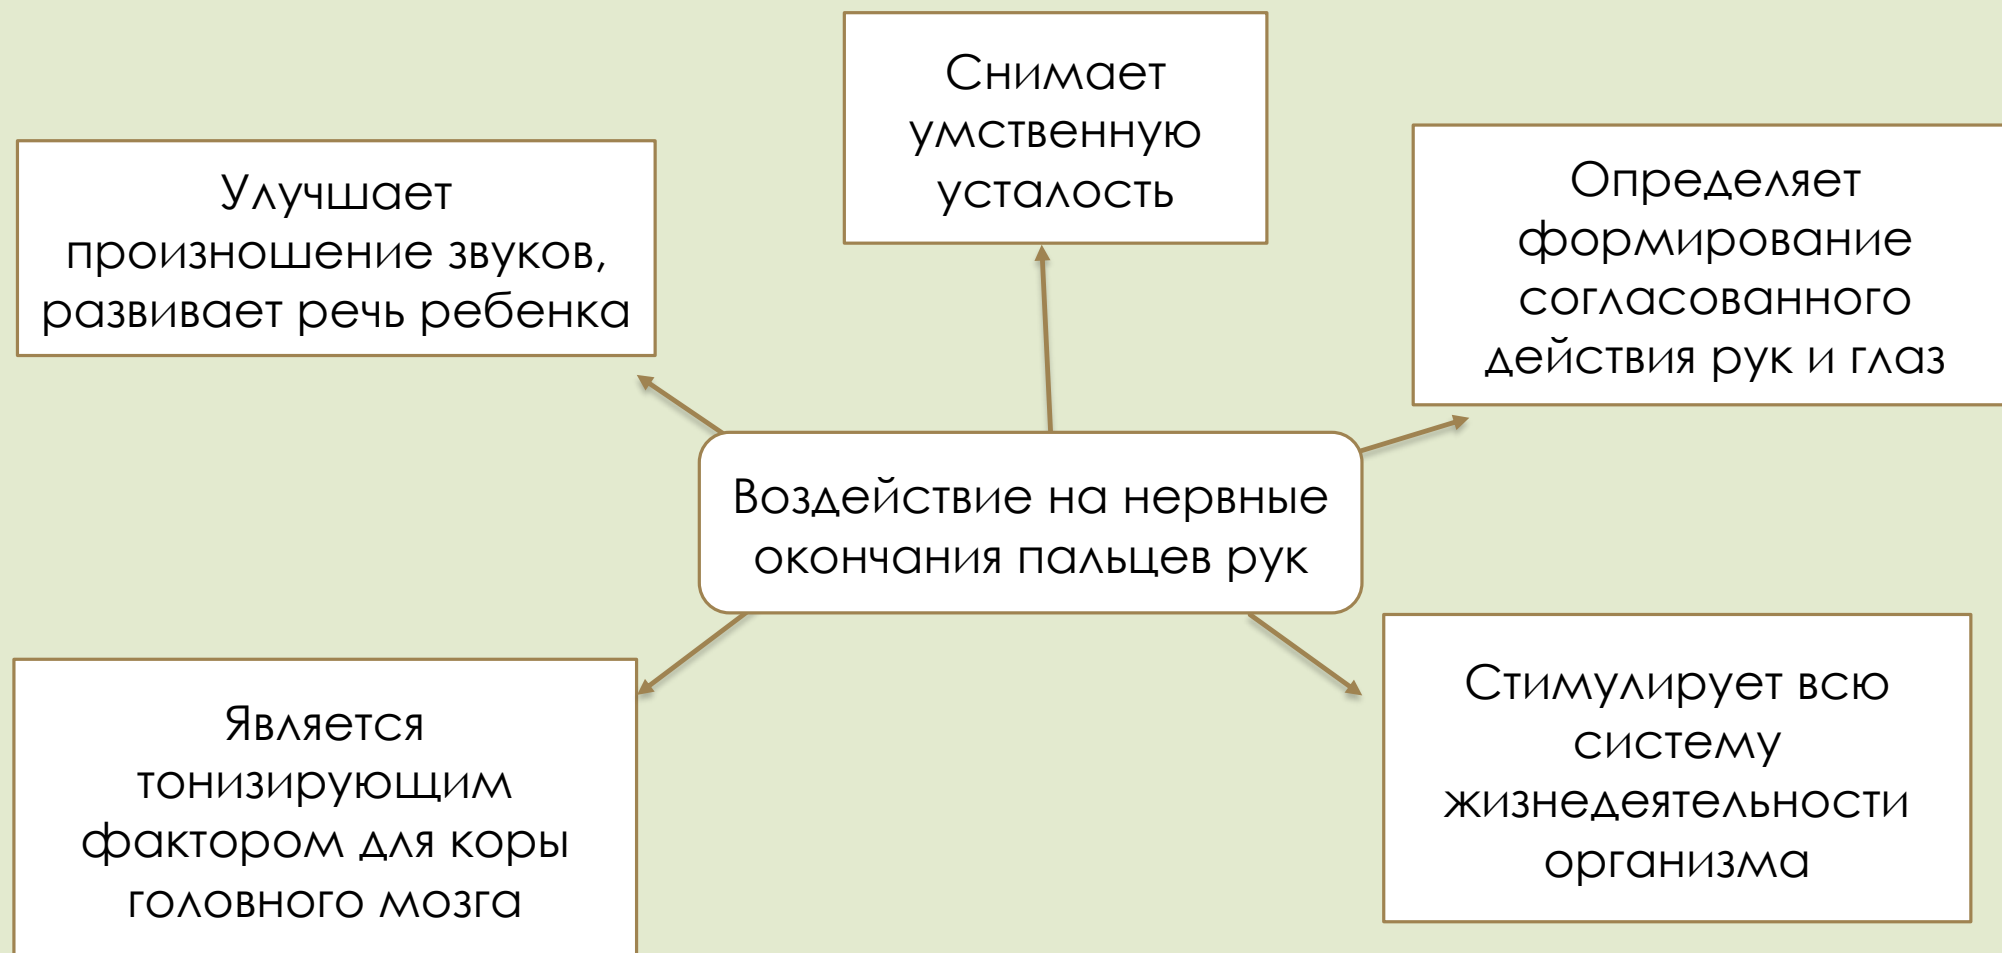 Снимает
умственную
усталость
Улучшает
произношение звуков,
развивает речь ребенка
Определяет
формирование
согласованного
действия рук и глаз
Воздействие на нервные
окончания пальцев рук
Является
тонизирующим
фактором для коры
головного мозга
Стимулирует всю
систему
жизнедеятельности
организма